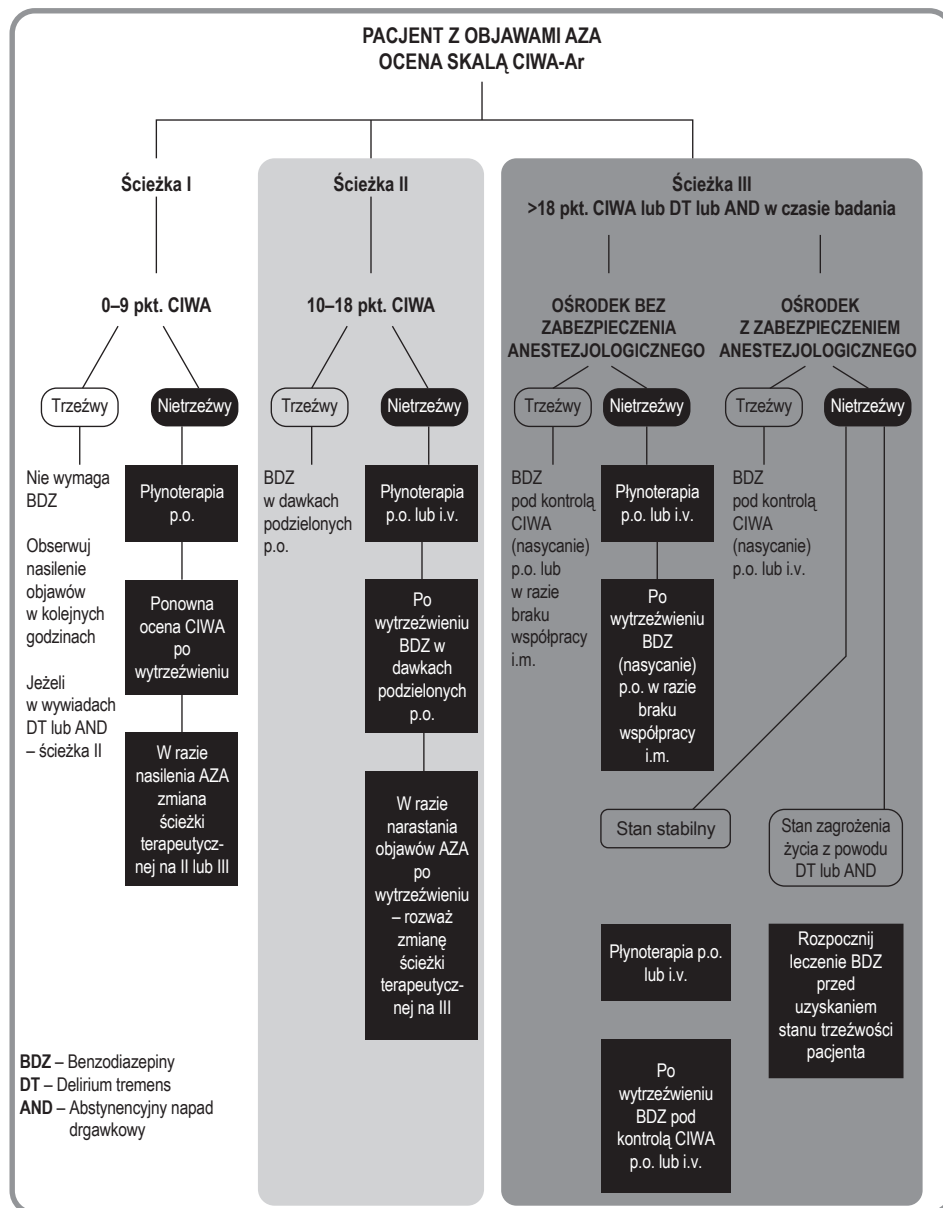 PACJENT Z OBJAWAMI AZA
OCENA SKALĄ CIWA-Ar
Ścieżka I
0–9 pkt. CIWA
Trzeźwy
Nie wymaga
BDZ
Obserwuj
nasilenie
objawów
w kolejnych
godzinach
Jeżeli
w wywiadach
DT lub AND
– ścieżka II
Nietrzeźwy
Płynoterapia
p.o.
Ponowna
ocena CIWA
po
wytrzeźwieniu
W razie
nasilenia AZA
zmiana
ścieżki
terapeutycz-
nej na II lub III
Ścieżka II
10–18 pkt. CIWA
Trzeźwy
BDZ
w dawkach
podzielonych
p.o.
Nietrzeźwy
Płynoterapia
p.o. lub i.v.
Po
wytrzeźwieniu
BDZ w
dawkach
podzielonych
p.o.
W razie
narastania
objawów AZA
po
wytrzeźwieniu
– rozważ
zmianę
ścieżki
terapeutycz-
nej na III
Ścieżka III
>18 pkt. CIWA lub DT lub AND w czasie badania
OŚRODEK BEZ
ZABEZPIECZENIA
ANESTEZJOLOGICZNEGO
Trzeźwy
BDZ
pod kontrolą
CIWA
(nasycanie)
p.o. lub
w razie
braku
współpracy
i.m.
Nietrzeźwy
Płynoterapia
p.o. lub i.v.
Po
wytrzeźwieniu
BDZ
(nasycanie)
p.o. w razie
braku
współpracy
i.m.
OŚRODEK
Z ZABEZPIECZENIEM
ANESTEZJOLOGICZNEGO
Trzeźwy
BDZ
pod kontrolą
CIWA
(nasycanie)
p.o. lub i.v.
Nietrzeźwy
Stan stabilny
Płynoterapia p.o.
lub i.v.
Po
wytrzeźwieniu
BDZ pod
kontrolą CIWA
p.o. lub i.v.
Stan zagrożenia
życia z powodu
DT lub AND
Rozpocznij
leczenie BDZ
przed
uzyskaniem
stanu trzeźwości
pacjenta
BDZ – Benzodiazepiny
DT – Delirium tremens
AND – Abstynencyjny napad
drgawkowy